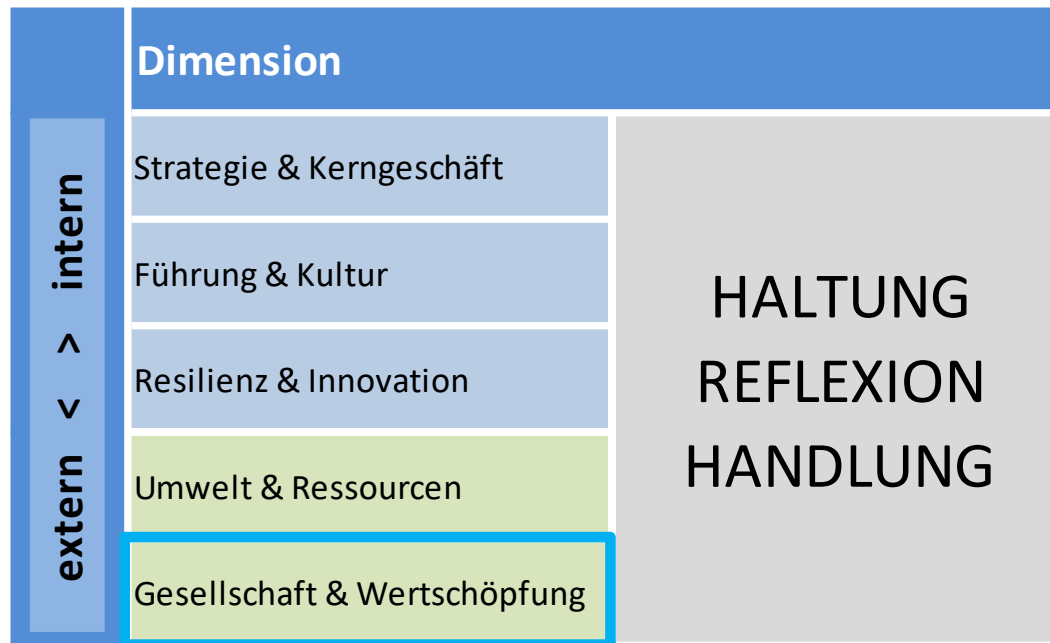 Dimension
extern < > intern
Strategie & Kerngeschäft
Führung & Kultur
Resilienz & Innovation
Umwelt & Ressourcen
Gesellschaft & Wertschöpfung
HALTUNG
REFLEXION
HANDLUNG